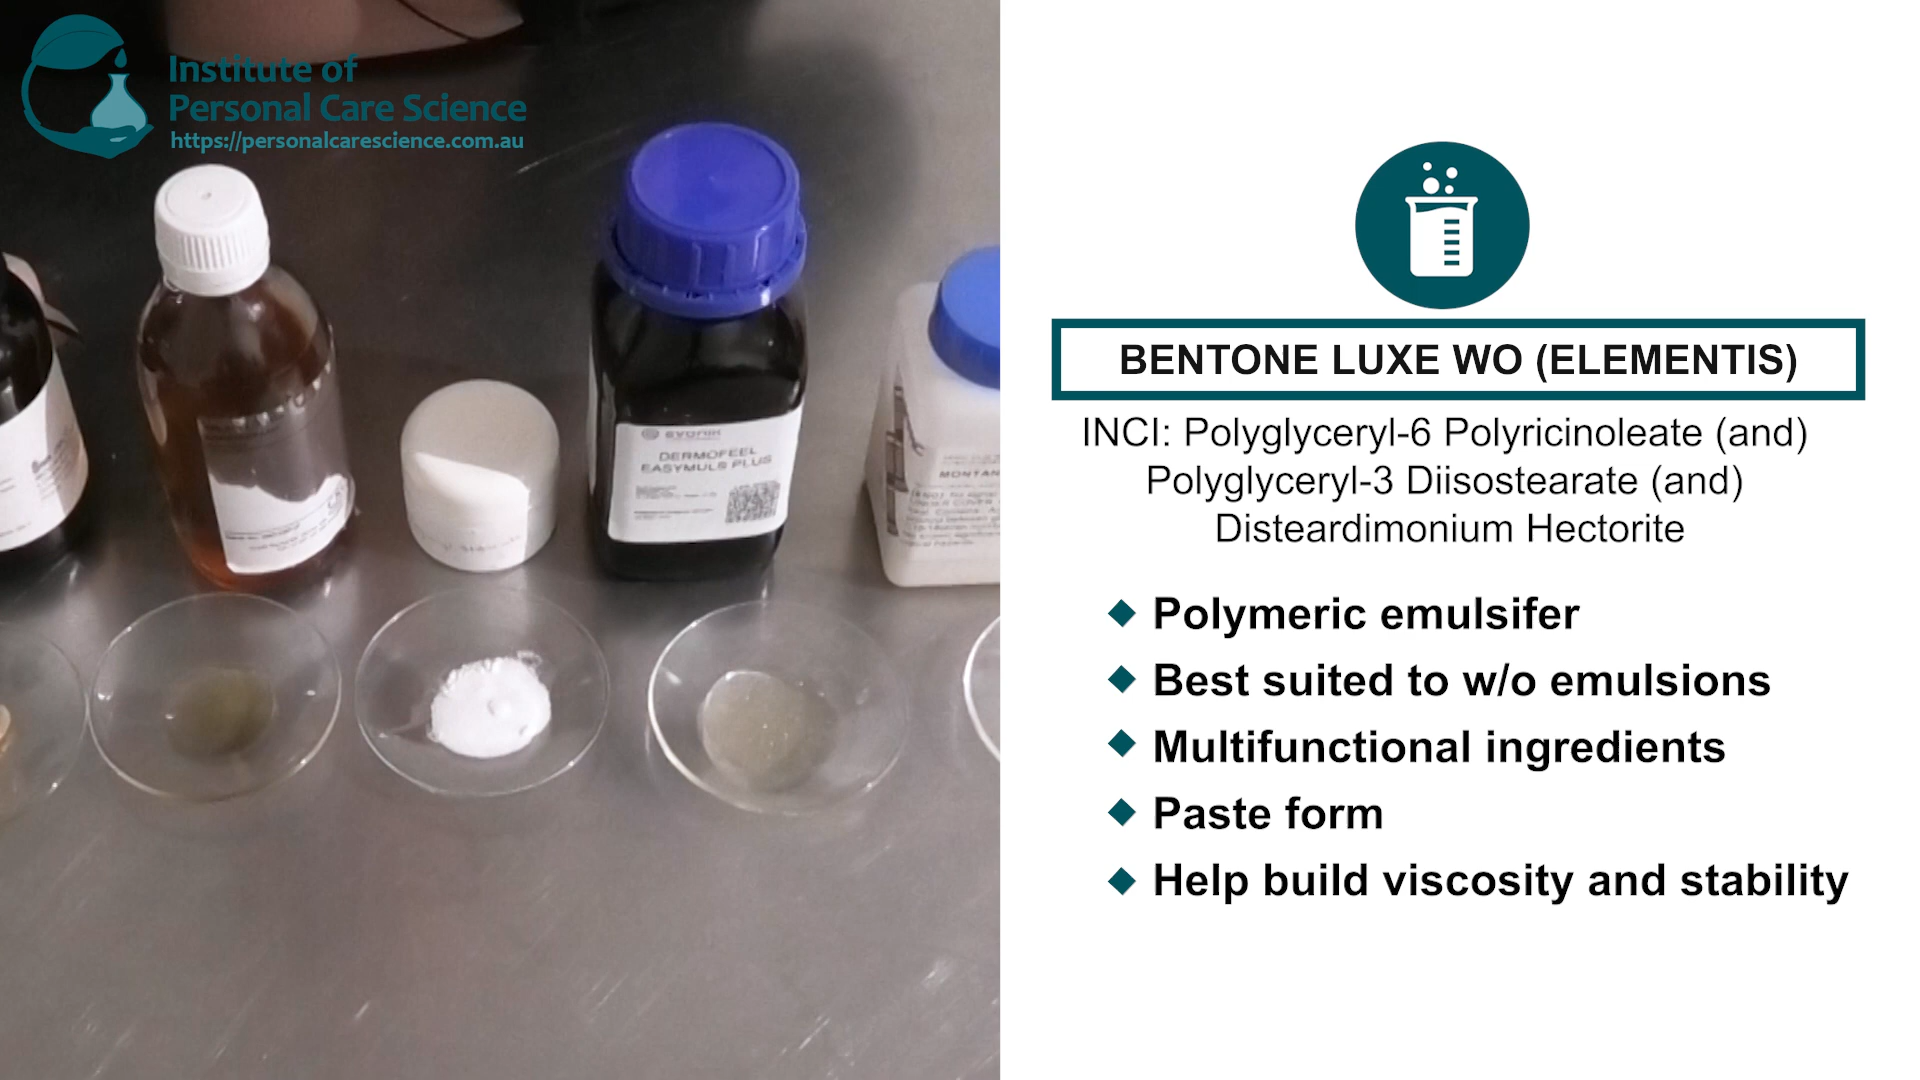 Institute of
Personal Care Science
https://personalcarescience.com.au
EVONIK
DERMOFEEL
EASYMULS PLUS
MONTAN
BENTONE LUXE WO (ELEMENTIS)
INCI: Polyglyceryl-6 Polyricinoleate (and)
Polyglyceryl-3 Diisostearate (and)
Disteardimonium Hectorite
Polymeric emulsifer
Best suited to w/o emulsions
Multifunctional ingredients
Paste form
Help build viscosity and stability